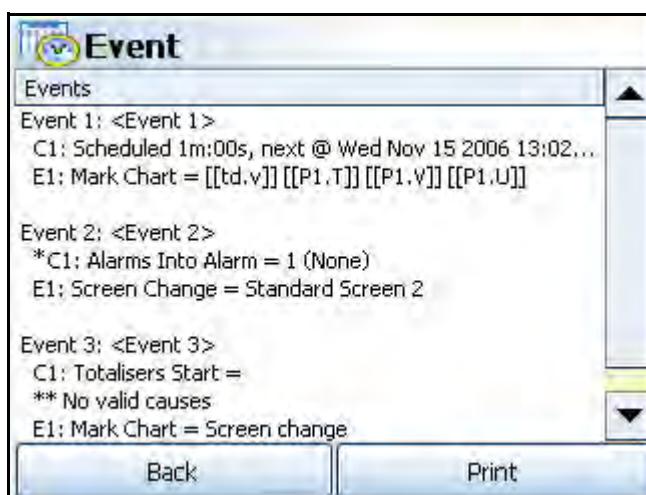 Event
Events
Event 1: <Event 1>
C1: Scheduled 1m:00s, next @ Wed Nov 15 2006 13:02...
E1: Mark Chart = [[td.v]] [[P1.T]] [[P1.V]] [[P1.U]]
Event 2: <Event 2>
*C1: Alarms Into Alarm = 1 (None)
E1: Screen Change = Standard Screen 2
Event 3: <Event 3>
C1: Totalisers Start =
** No valid causes
E1: Mark Chart = Screen change
Back
Print